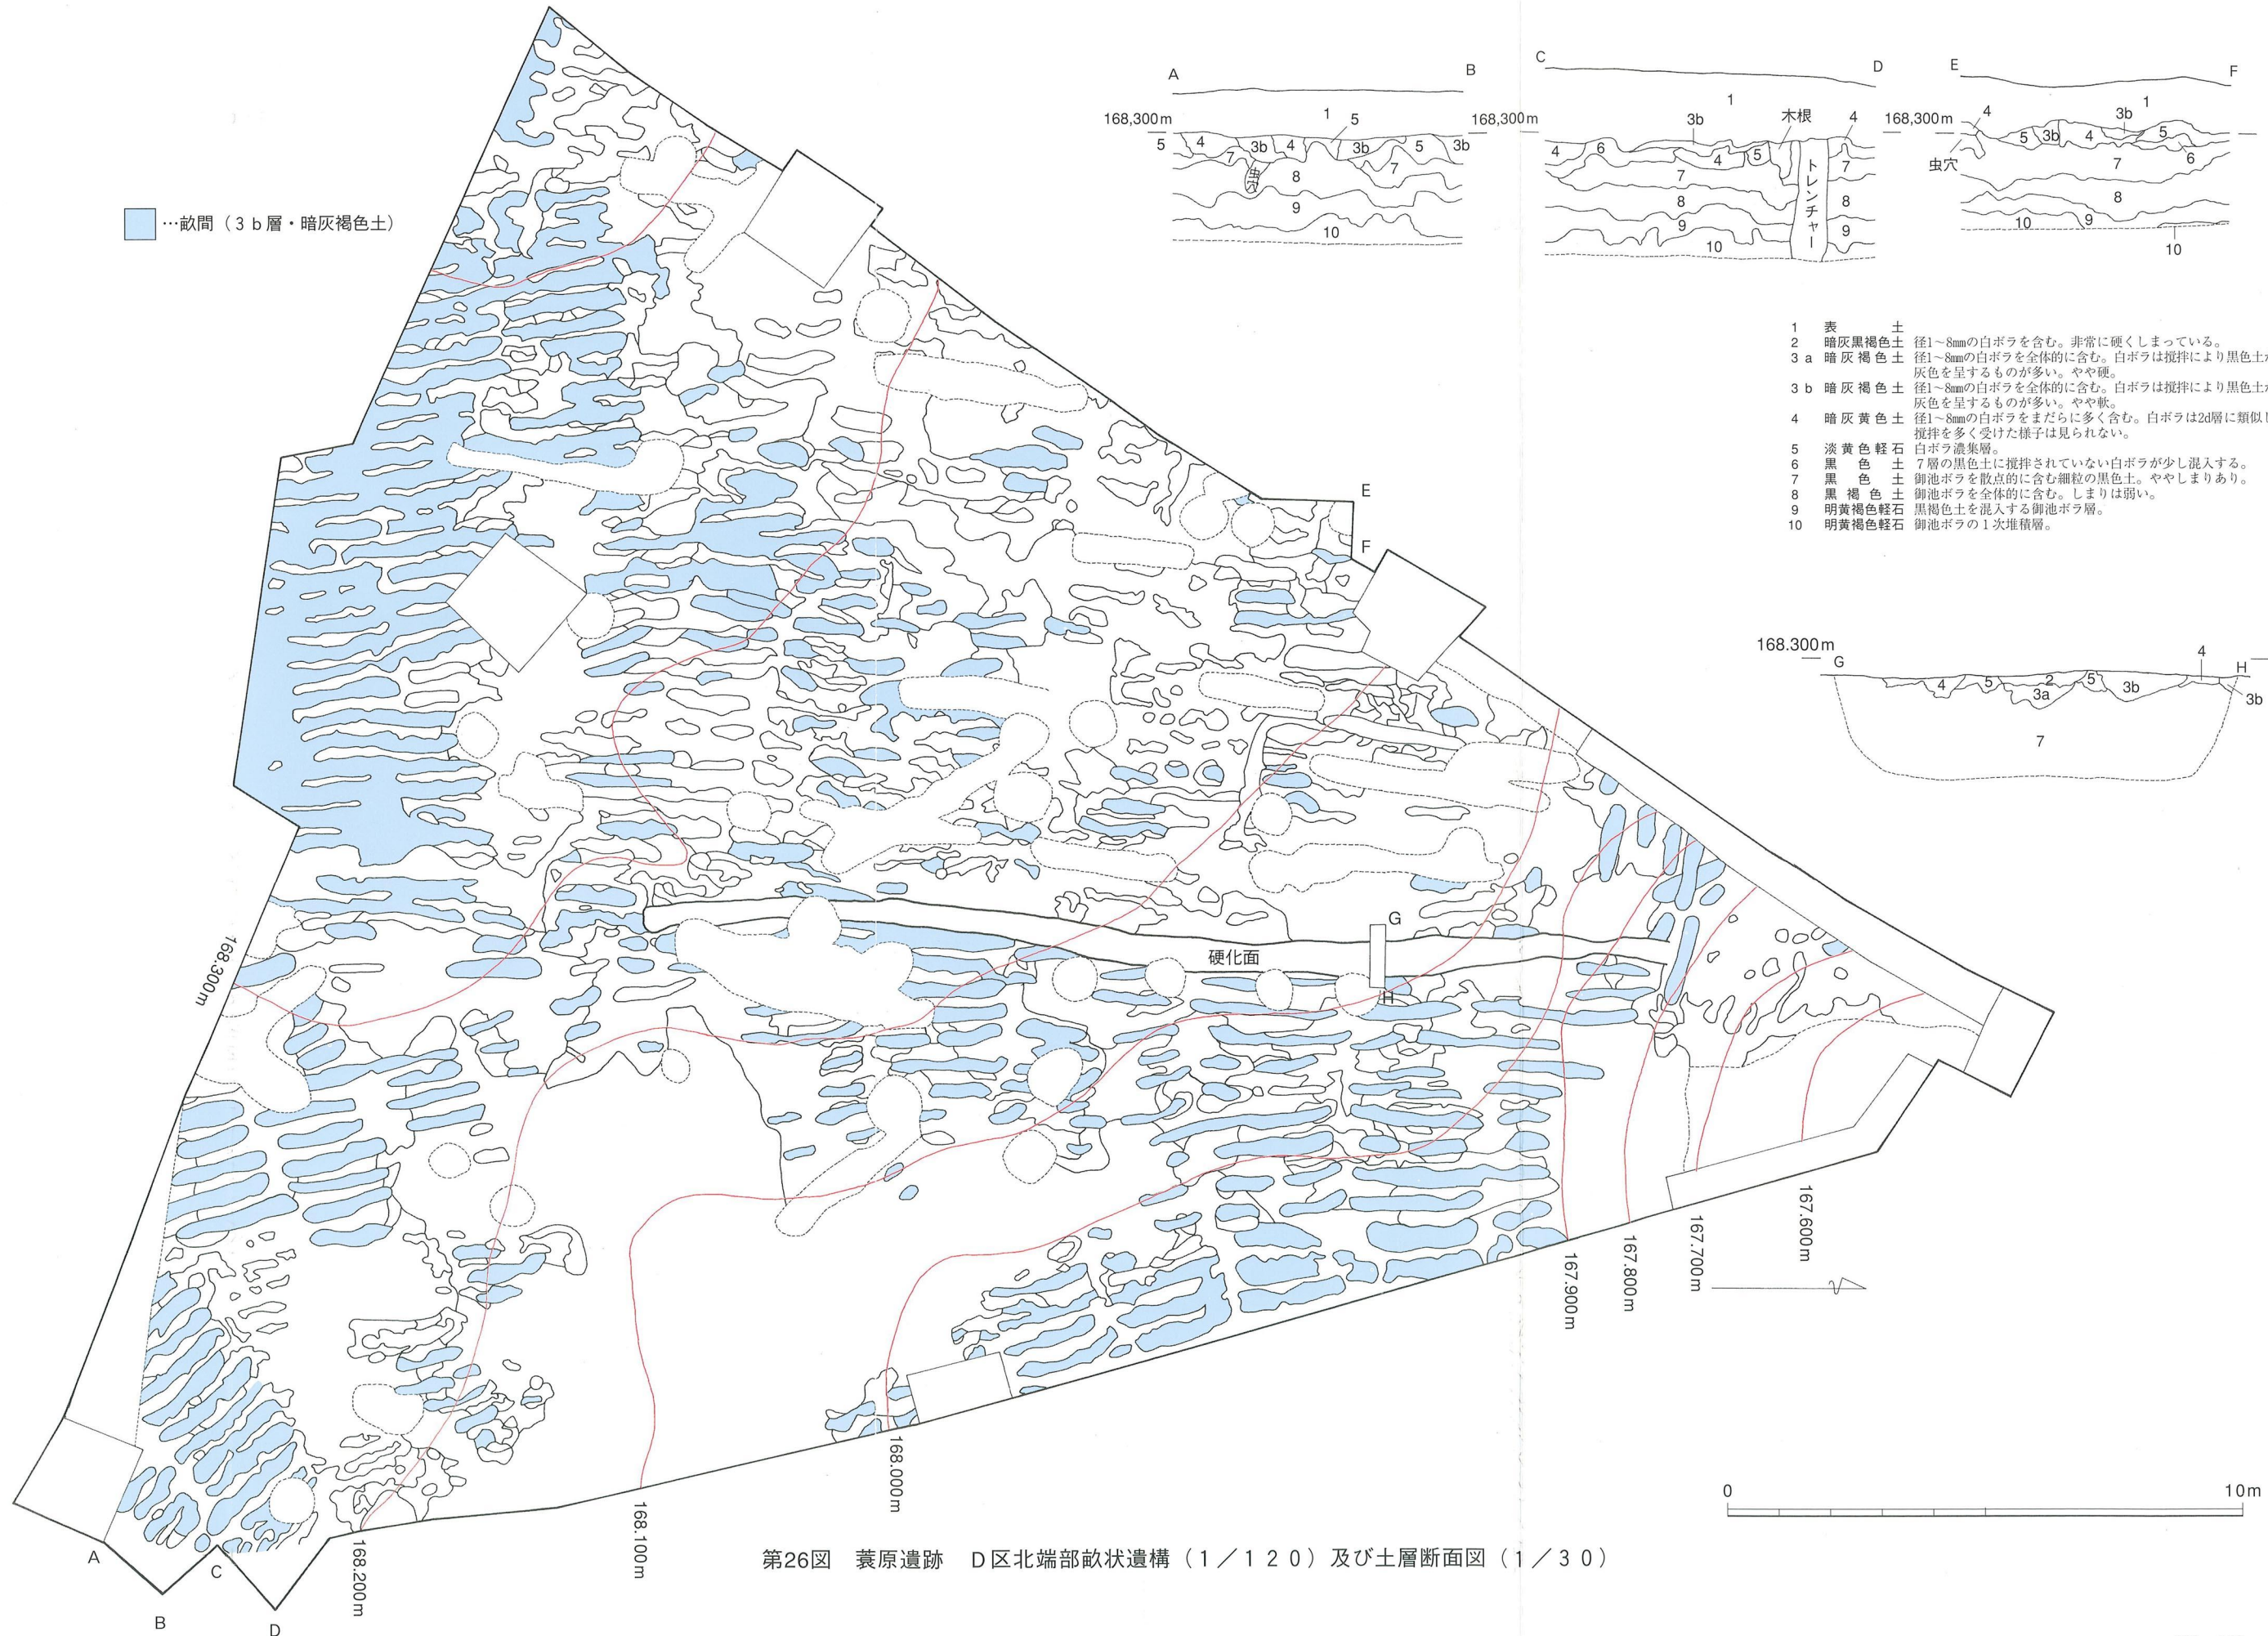 …畝間（３ｂ層・暗灰褐色土）
A
B
168,300m
1
5
5
4
3b
4
3b
5
3b
7
7
虫穴
8
9
10
C
D
168,300m
1
3b
木根
4
4
6
4
5
7
7
8
8
9
9
10
トレンチャー
E
F
168,300m
4
3b
1
5
3b
4
5
6
虫穴
7
8
9
10
10
1 表土
2 暗灰黒褐色土 径1~8㎜の白ボラを含む。非常に硬くしまっている。
3 a 暗灰褐色土 径1~8㎜の白ボラを全体的に含む。白ボラは撹拌により黒色土
灰色を呈するものが多い。やや硬。
3 b 暗灰褐色土 径1~8㎜の白ボラを全体的に含む。白ボラは撹拌により黒色土
灰色を呈するものが多い。やや軟。
4 暗灰黄色土 径1~8㎜の白ボラをまだらに多く含む。白ボラは2d層に類似
撹拌を多く受けた様子は見られない。
5 淡黄色軽石 白ボラ濃集層。
6 黒色土 ７層の黒色土に撹拌されていない白ボラが少し混入する。
7 黒色土 御池ボラを散点的に含む細粒の黒色土。ややしまりあり。
8 黒褐色土 御池ボラを全体的に含む。しまりは弱い。
9 明黄褐色軽石 黒褐色土を混入する御池ボラ層。
10 明黄褐色軽石 御池ボラの１次堆積層。
168.300m
G
4
H
4
5
2
5
3a
3b
3b
7
E
F
G
硬化面
H
168.300m
167.600m
167.700m
167.800m
167.900m
168.000m
168.100m
168.200m
A
B
C
D
0
10m
第26図　蓑原遺跡　Ｄ区北端部畝状遺構（１／１２０）及び土層断面図（１／３０）